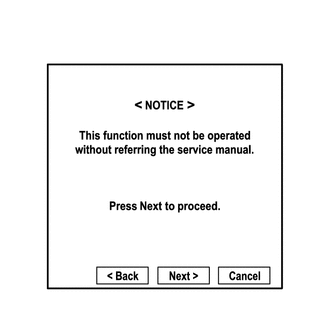 < NOTICE >
This function must not be operated
without referring the service manual.
Press Next to proceed.
< Back Next > Cancel